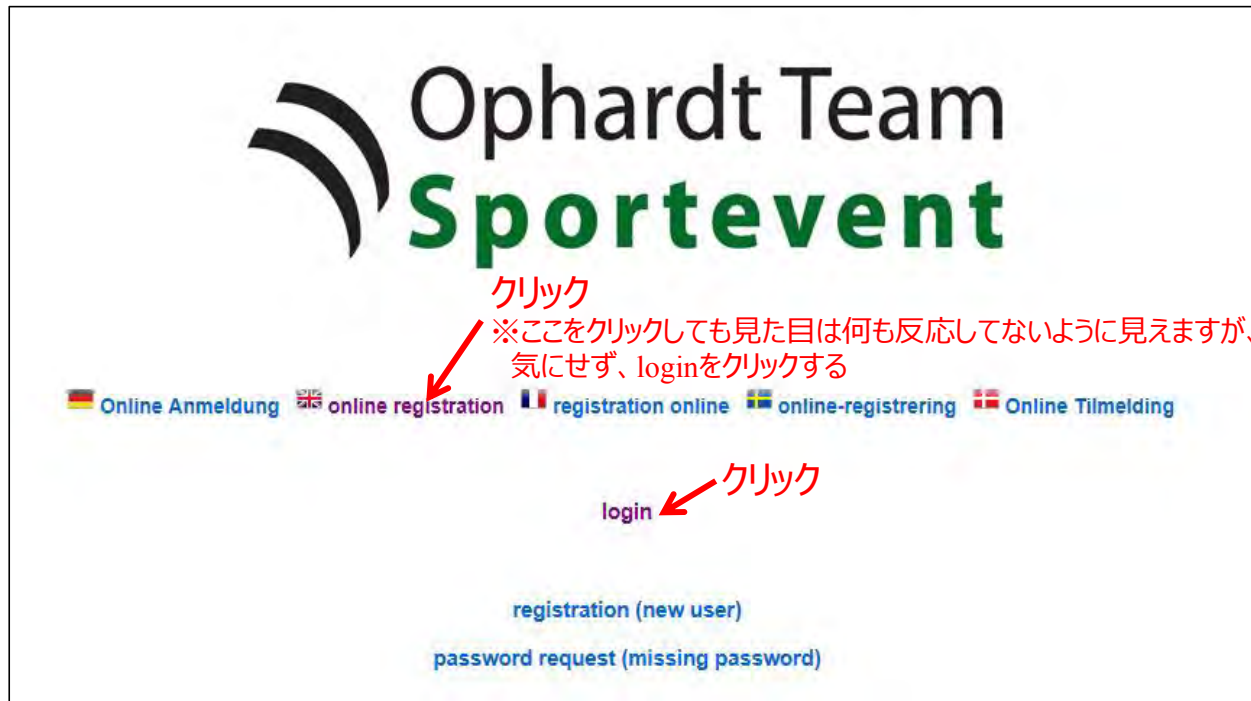 Ophardt Team
Sportevent
クリック
※ここをクリックしても見た目は何も反応してないように見えますが、
気にせず、loginをクリックする
Online Anmeldung online registration registration online online-registrering Online Tilmelding
クリック
login
registration (new user)
password request (missing password)